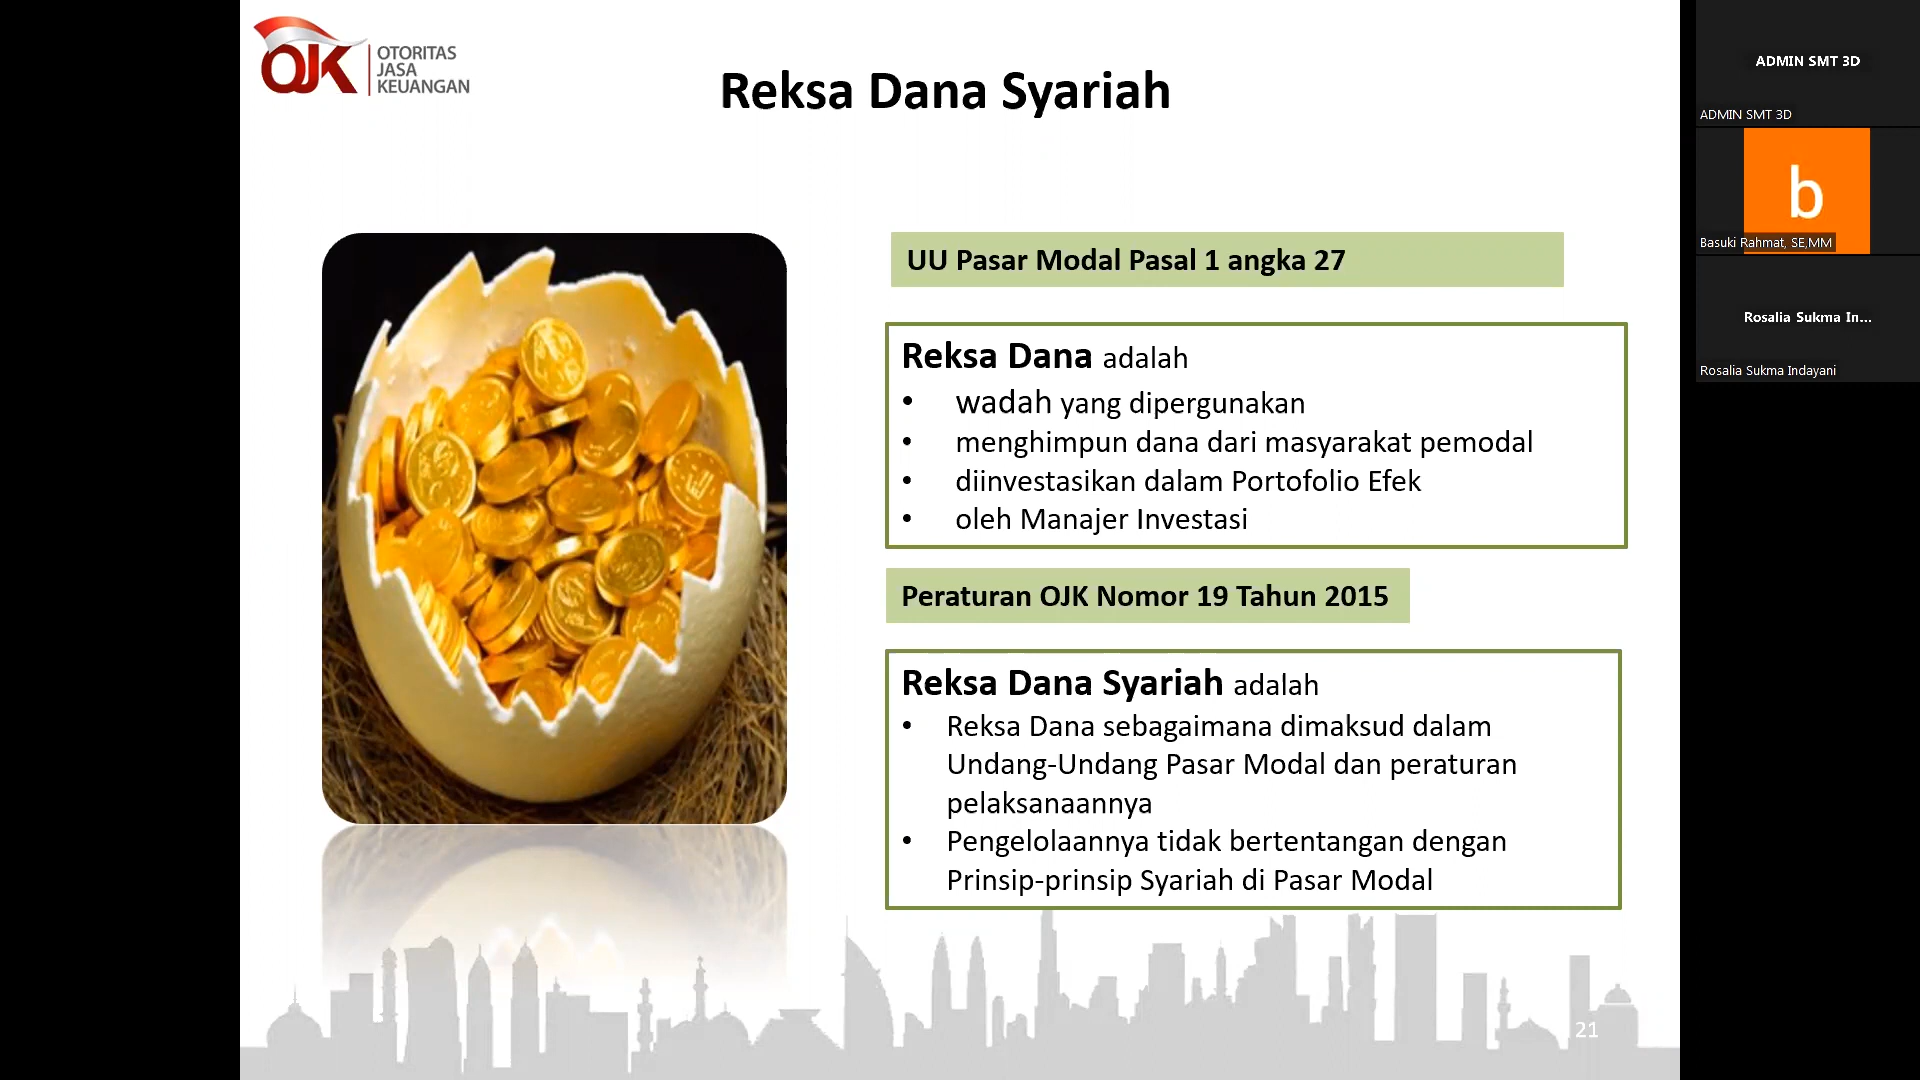 OJK
OTORITAS
JASA
KEUANGAN
Reksa Dana Syariah
UU Pasar Modal Pasal 1 angka 27
Reksa Dana adalah
• wadah yang dipergunakan
• menghimpun dana dari masyarakat pemodal
• diinvestasikan dalam Portofolio Efek
• oleh Manajer Investasi
Peraturan OJK Nomor 19 Tahun 2015
Reksa Dana Syariah adalah
• Reksa Dana sebagaimana dimaksud dalam
Undang-Undang Pasar Modal dan peraturan
pelaksanaannya
• Pengelolaannya tidak bertentangan dengan
Prinsip-prinsip Syariah di Pasar Modal
21
ADMIN SMT 3D
ADMIN SMT 3D
b
Basuki Rahmat, SE,MM
Rosalia Sukma In...
Rosalia Sukma Indayani